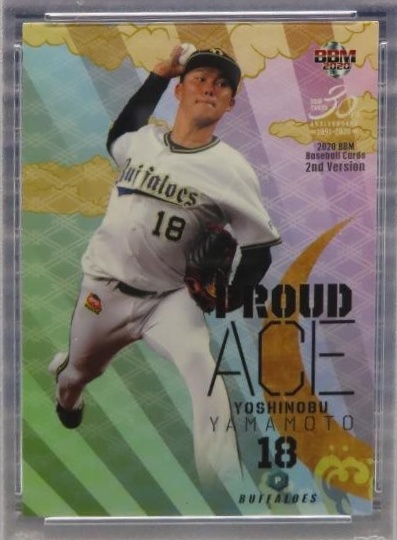 BBM
2020
30
ANNIVERSARY
1991-2020
2020 BBM
Baseball Cards
2nd Version
Buffaloes
18
PROUD
ACE
YOSHINOBU
YAMAMOTO
18
BUFFALOES